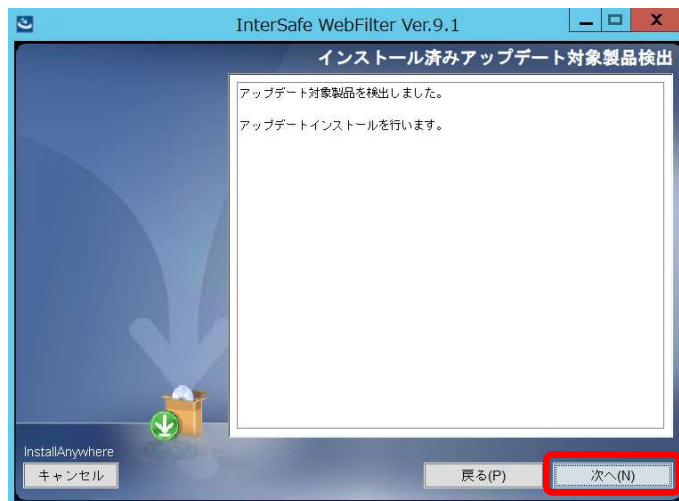 InterSafe WebFilter Ver.9.1
インストール済みアップデート対象製品検出
アップデート対象製品を検出しました。
アップデートインストールを行います。
InstallAnywhere
キャンセル
戻る(P)
次へ(N)